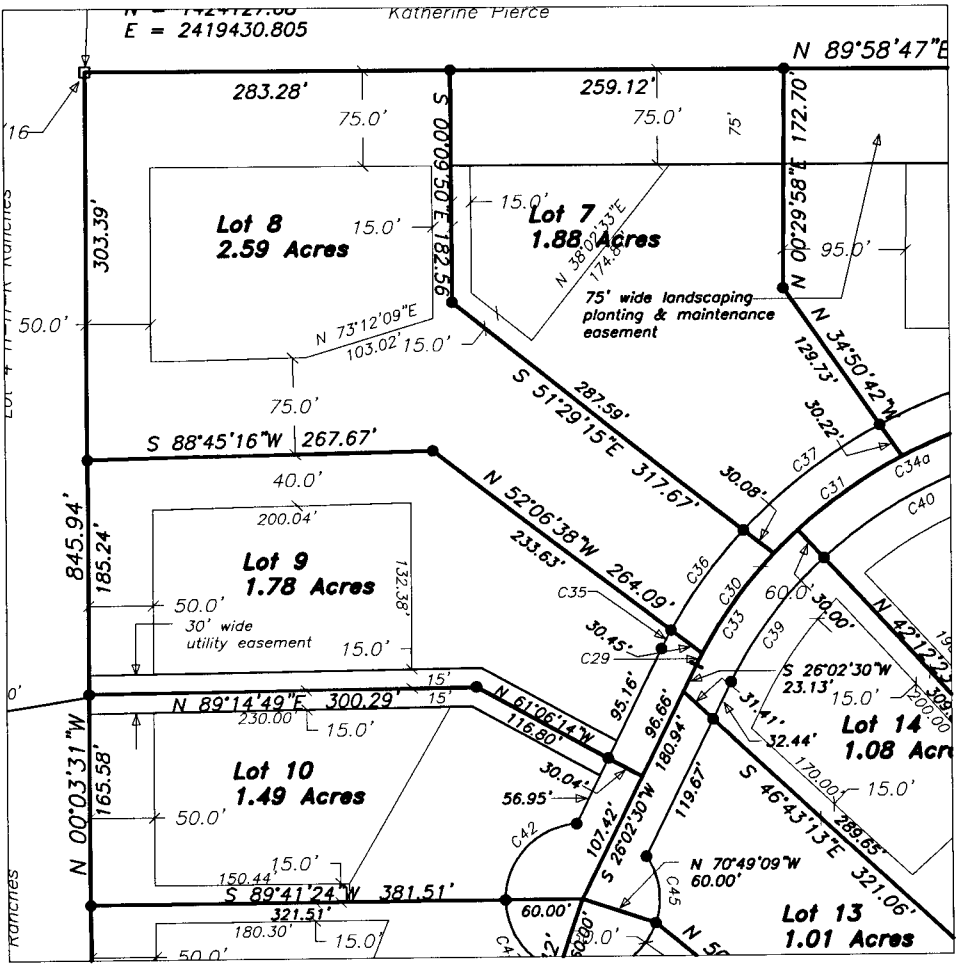 E = 2419430.805
Katherine Pierce
N 89°58'47"E
283.28'
259.12'
75.0'
75.0'
75'
S 00°09'50"E 182.56
N 00°29'58"E 172.70'
303.39'
Lot 8
2.59 Acres
15.0'
15.0'
Lot 7
1.88 Acres
N 38°02'33"E
95.0'
75' wide landscaping
planting & maintenance
easement
50.0'
N 73°12'09"E
103.02'
15.0'
N 34°50'42"W
129.73'
S 51°29'15"E 317.67'
287.59'
75.0'
30.22'
S 88°45'16"W 267.67'
C37
C31
C34a
40.0'
30.08'
C40
N 52°06'38"W 264.09'
233.63'
845.94'
185.24'
200.04'
Lot 9
1.78 Acres
132.38'
C36
C35
C30
60.0'
30.00'
50.0'
30' wide
utility easement
15.0'
30.45'
C33
C39
C29
N 42°12'23
S 26°02'30"W
23.13'
15.0'
200.00
15'
15'
N 89°14'49"E 300.29'
230.00'
15.0'
N 61°06'14"W
116.80'
95.16'
96.66'
180.94'
31.41'
32.44'
Lot 14
1.08 Acre
N 00°03'31"W
165.58'
Lot 10
1.49 Acres
30.04'
56.95'
119.67'
170.00'
15.0'
S 46°43'13"E 321.06'
289.65'
50.0'
C42
107.42'
S 26°02'30"W
15.0'
150.44'
N 70°49'09"W
60.00'
S 89°41'24"W 381.51'
321.51'
60.00'
C45
Lot 13
1.01 Acres
180.30'
15.0'
50.0'
60.00'
Ranches